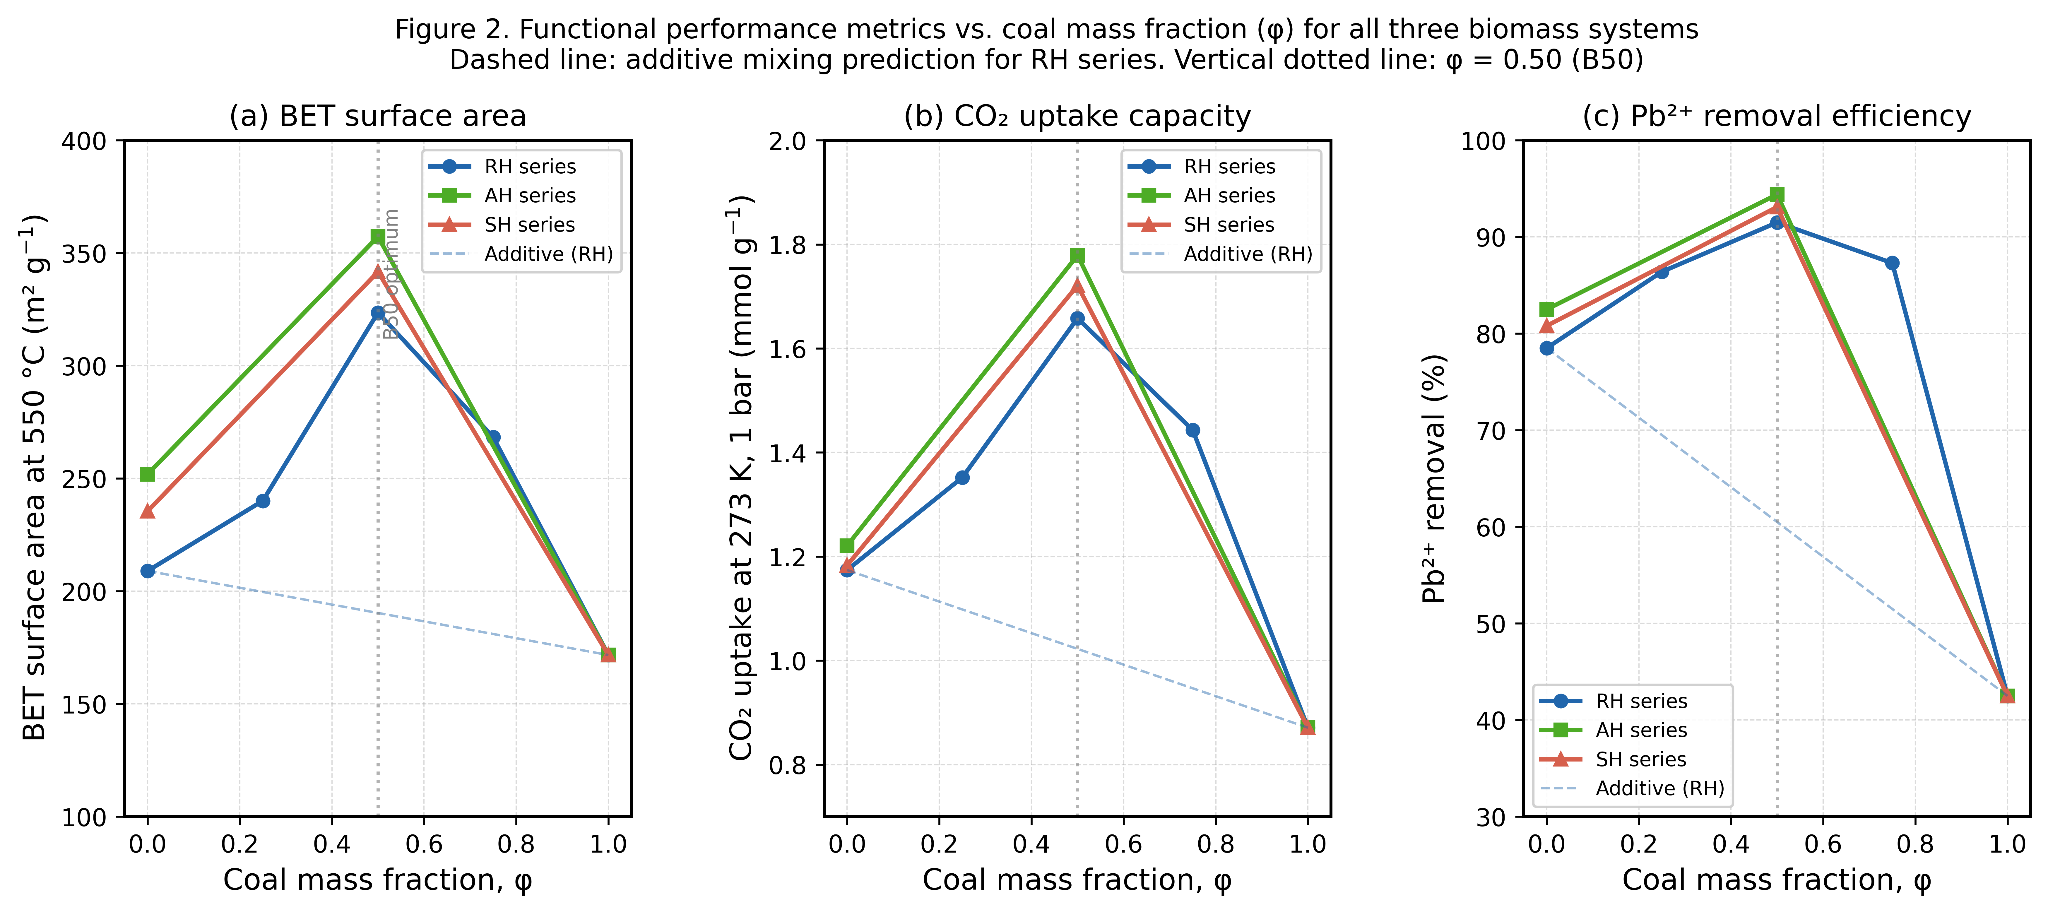 Figure 2. Functional performance metrics vs. coal mass fraction (φ) for all three biomass systems
Dashed line: additive mixing prediction for RH series. Vertical dotted line: φ = 0.50 (B50)
(a) BET surface area
BET surface area at 550 °C (m² g⁻¹)
400
350
300
250
200
150
100
RH series
AH series
SH series
Additive (RH)
B50 optimum
0.0 0.2 0.4 0.6 0.8 1.0
Coal mass fraction, φ
(b) CO₂ uptake capacity
CO₂ uptake at 273 K, 1 bar (mmol g⁻¹)
2.0
1.8
1.6
1.4
1.2
1.0
0.8
RH series
AH series
SH series
Additive (RH)
0.0 0.2 0.4 0.6 0.8 1.0
Coal mass fraction, φ
(c) Pb²⁺ removal efficiency
Pb²⁺ removal (%)
100
90
80
70
60
50
40
30
RH series
AH series
SH series
Additive (RH)
0.0 0.2 0.4 0.6 0.8 1.0
Coal mass fraction, φ